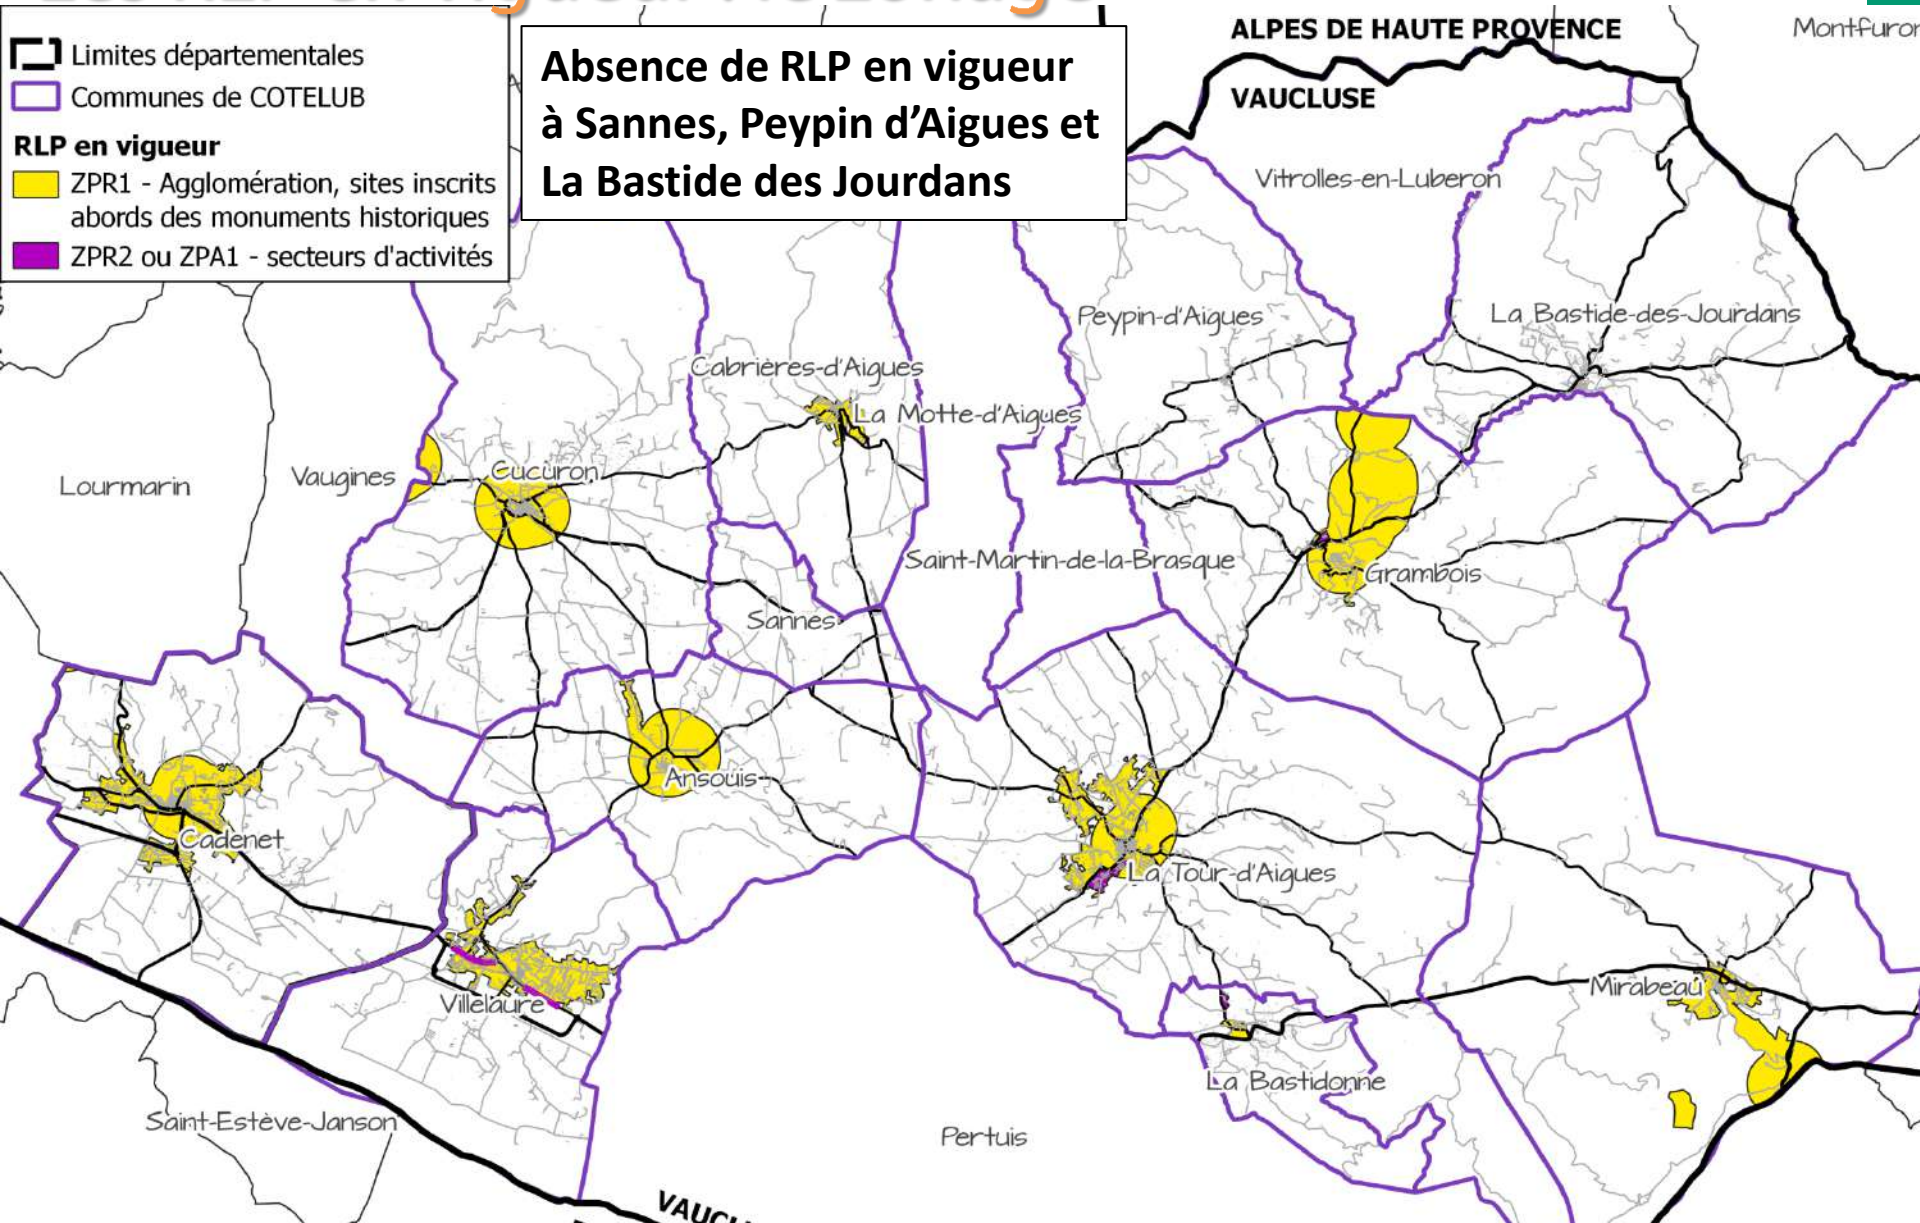 Limites départementales
Communes de COTELUB
RLP en vigueur
ZPR1 - Agglomération, sites inscrits
abords des monuments historiques
ZPR2 ou ZPA1 - secteurs d'activités
Absence de RLP en vigueur
à Sannes, Peypin d'Aigues et
La Bastide des Jourdans
ALPES DE HAUTE PROVENCE
VAUCLUSE
Vitrolles-en-Luberon
Peypin-d'Aigues
La Bastide-des-Jourdans
Cabrières-d'Aigues
La Motte-d'Aigues
Lourmarin
Vaugines
Cucuron
Saint-Martin-de-la-Brasque
Grambois
Sannes
Ansouis
Cadenet
La Tour-d'Aigues
Villelaure
Mirabeau
La Bastidonne
Saint-Estève-Janson
Pertuis